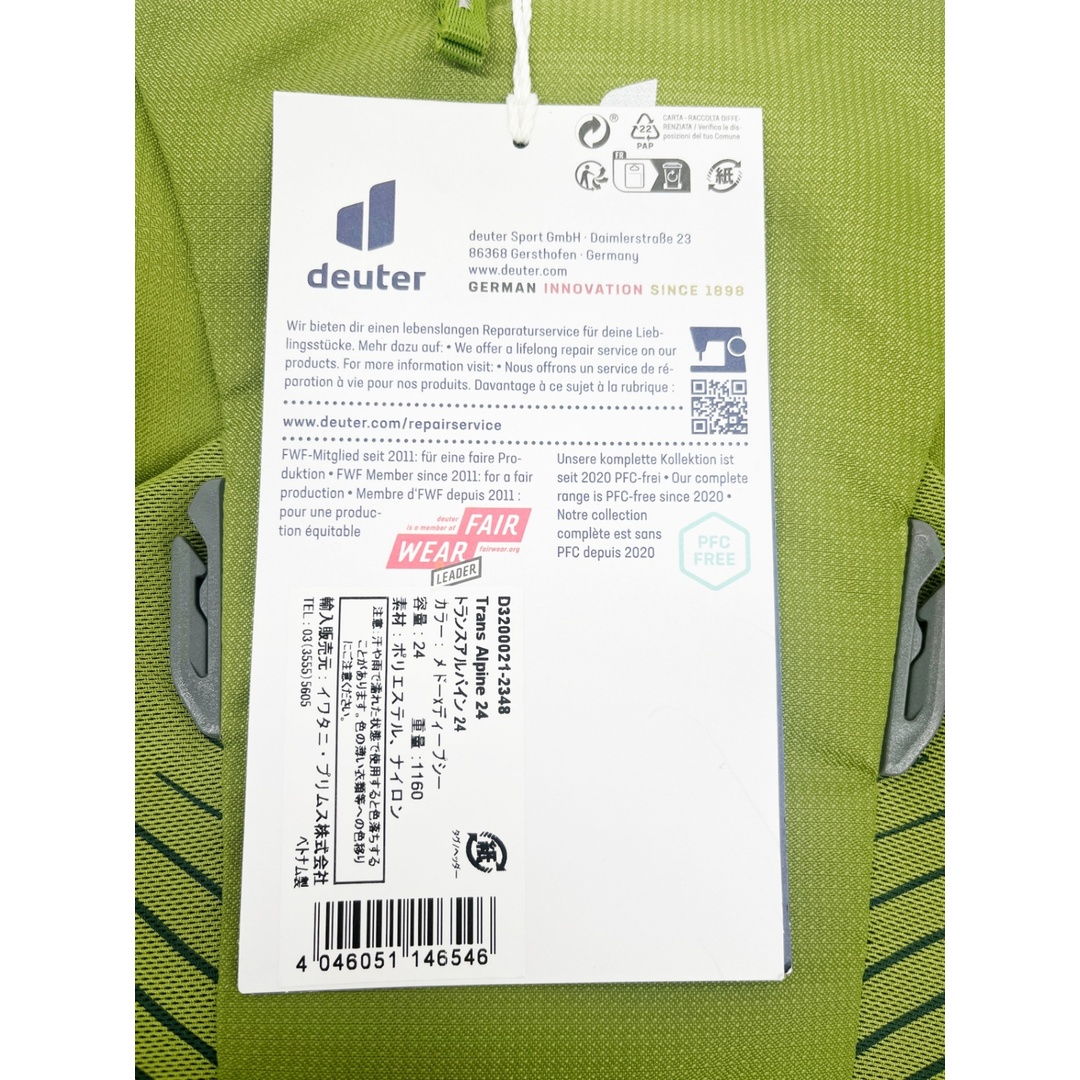 CARTA - RACCOLTA DIFFE-
RENZIATA / Verifica le dis-
posizioni del tuo Comune
22
PAP
FR
紙
deuter
deuter Sport GmbH · Daimlerstraße 23
86368 Gersthofen · Germany
www.deuter.com
GERMAN INNOVATION SINCE 1898
Wir bieten dir einen lebenslangen Reparaturservice für deine Lieb-
lingsstücke. Mehr dazu auf: • We offer a lifelong repair service on our
products. For more information visit: • Nous offrons un service de ré-
paration à vie pour nos produits. Davantage à ce sujet à la rubrique :
www.deuter.com/repairservice
FWF-Mitglied seit 2011: für eine faire Pro-
duktion • FWF Member since 2011: for a fair
production • Membre d'FWF depuis 2011 :
pour une produc-
tion équitable
deuter
is a member of
FAIR
WEAR
fairwear.org
LEADER
Unsere komplette Kollektion ist
seit 2020 PFC-frei • Our complete
range is PFC-free since 2020 •
Notre collection
complète est sans
PFC depuis 2020
PFC
FREE
D3200021-2348
Trans Alpine 24
トランスアルパイン 24
カラー：メドーxディープシー
容量：24 重量：1160
素材：ポリエステル、ナイロン
注意:汗や雨で濡れた状態で使用すると色落ちする
ことがあります。色の薄い衣類等への色移り
にご注意ください。
輸入販売元：イワタニ・プリムス株式会社
TEL：03(3555)5605
ベトナム製
紙
タグ/ヘッダー
4 046051 146546